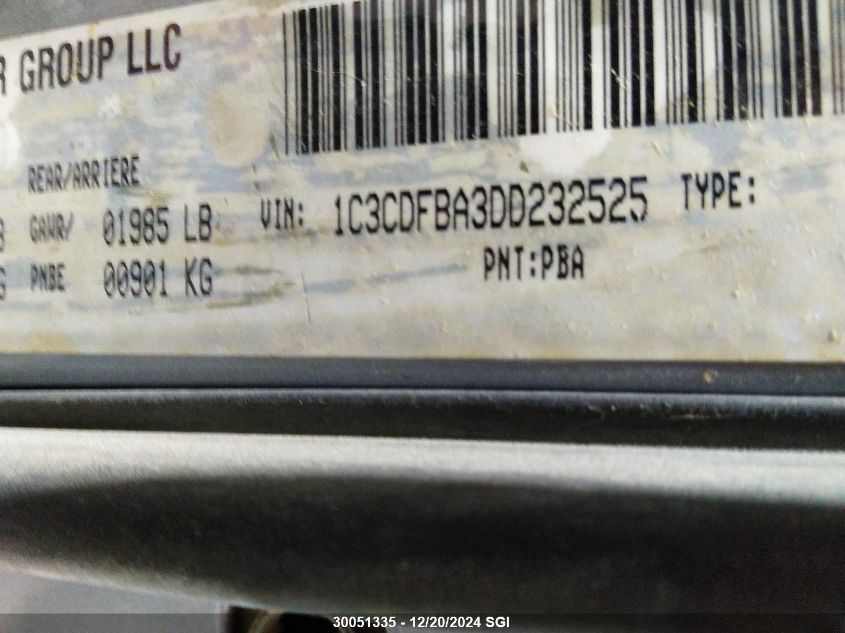 R GROUP LLC
REAR/ARRIERE
GAWR/ 01985 LB
PNBE 00901 KG
VIN: 1C3CDFBA3DD232525 TYPE:
PNT:PBA
30051335 - 12/20/2024 SGI